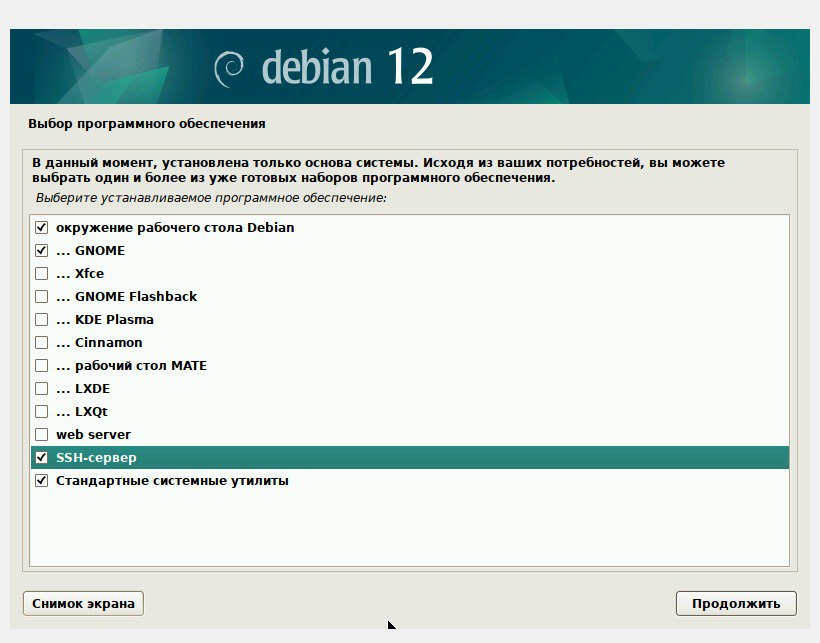 debian 12
Выбор программного обеспечения
В данный момент, установлена только основа системы. Исходя из ваших потребностей, вы можете
выбрать один и более из уже готовых наборов программного обеспечения.
Выберите устанавливаемое программное обеспечение:
окружение рабочего стола Debian
... GNOME
... Xfce
... GNOME Flashback
... KDE Plasma
... Cinnamon
... рабочий стол MATE
... LXDE
... LXQt
web server
SSH-сервер
Стандартные системные утилиты
Снимок экрана
Продолжить